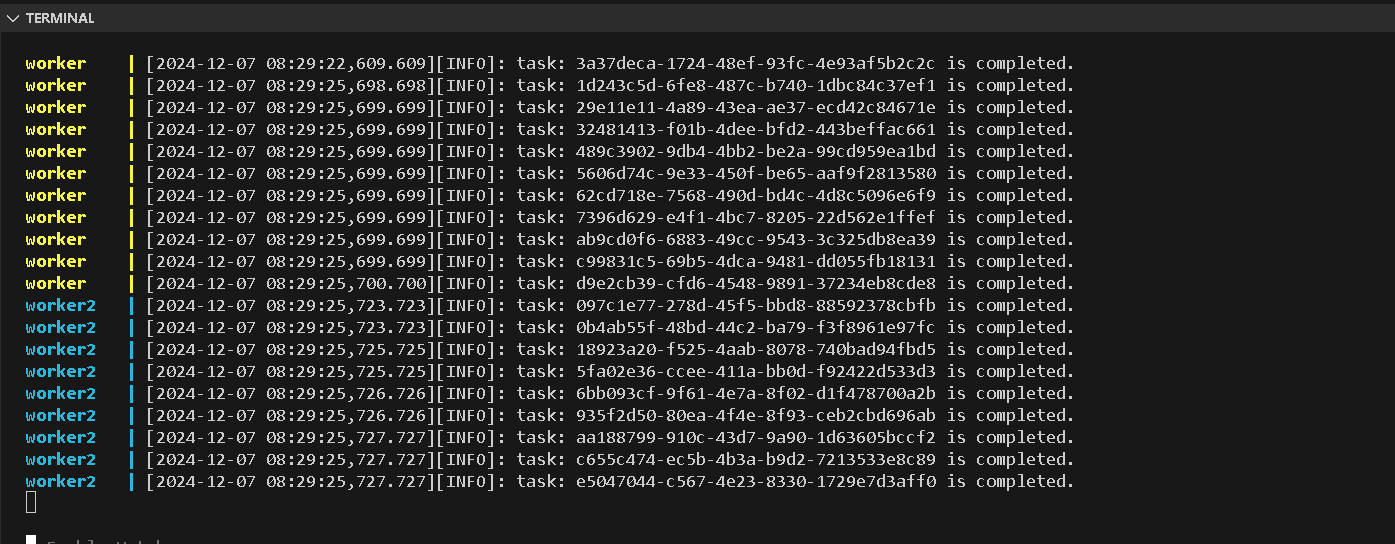 TERMINAL
worker | [2024-12-07 08:29:22,609.609][INFO]: task: 3a37deca-1724-48ef-93fc-4e93af5b2c2c is completed.
worker | [2024-12-07 08:29:25,698.698][INFO]: task: 1d243c5d-6fe8-487c-b740-1dbc84c37ef1 is completed.
worker | [2024-12-07 08:29:25,699.699][INFO]: task: 29e11e11-4a89-43ea-ae37-ecd42c84671e is completed.
worker | [2024-12-07 08:29:25,699.699][INFO]: task: 32481413-f01b-4dee-bfd2-443beffac661 is completed.
worker | [2024-12-07 08:29:25,699.699][INFO]: task: 489c3902-9db4-4bb2-be2a-99cd959ea1bd is completed.
worker | [2024-12-07 08:29:25,699.699][INFO]: task: 5606d74c-9e33-450f-be65-aaf9f2813580 is completed.
worker | [2024-12-07 08:29:25,699.699][INFO]: task: 62cd718e-7568-490d-bd4c-4d8c5096e6f9 is completed.
worker | [2024-12-07 08:29:25,699.699][INFO]: task: 7396d629-e4f1-4bc7-8205-22d562e1ffef is completed.
worker | [2024-12-07 08:29:25,699.699][INFO]: task: ab9cd0f6-6883-49cc-9543-3c325db8ea39 is completed.
worker | [2024-12-07 08:29:25,699.699][INFO]: task: c99831c5-69b5-4dca-9481-dd055fb18131 is completed.
worker | [2024-12-07 08:29:25,700.700][INFO]: task: d9e2cb39-cfd6-4548-9891-37234eb8cde8 is completed.
worker2 | [2024-12-07 08:29:25,723.723][INFO]: task: 097c1e77-278d-45f5-bbd8-88592378cbfb is completed.
worker2 | [2024-12-07 08:29:25,723.723][INFO]: task: 0b4ab55f-48bd-44c2-ba79-f3f8961e97fc is completed.
worker2 | [2024-12-07 08:29:25,725.725][INFO]: task: 18923a20-f525-4aab-8078-740bad94fbd5 is completed.
worker2 | [2024-12-07 08:29:25,725.725][INFO]: task: 5fa02e36-ccee-411a-bb0d-f92422d533d3 is completed.
worker2 | [2024-12-07 08:29:25,726.726][INFO]: task: 6bb093cf-9f61-4e7a-8f02-d1f478700a2b is completed.
worker2 | [2024-12-07 08:29:25,726.726][INFO]: task: 935f2d50-80ea-4f4e-8f93-ceb2cbd696ab is completed.
worker2 | [2024-12-07 08:29:25,727.727][INFO]: task: aa188799-910c-43d7-9a90-1d63605bccf2 is completed.
worker2 | [2024-12-07 08:29:25,727.727][INFO]: task: c655c474-ec5b-4b3a-b9d2-7213533e8c89 is completed.
worker2 | [2024-12-07 08:29:25,727.727][INFO]: task: e5047044-c567-4e23-8330-1729e7d3aff0 is completed.